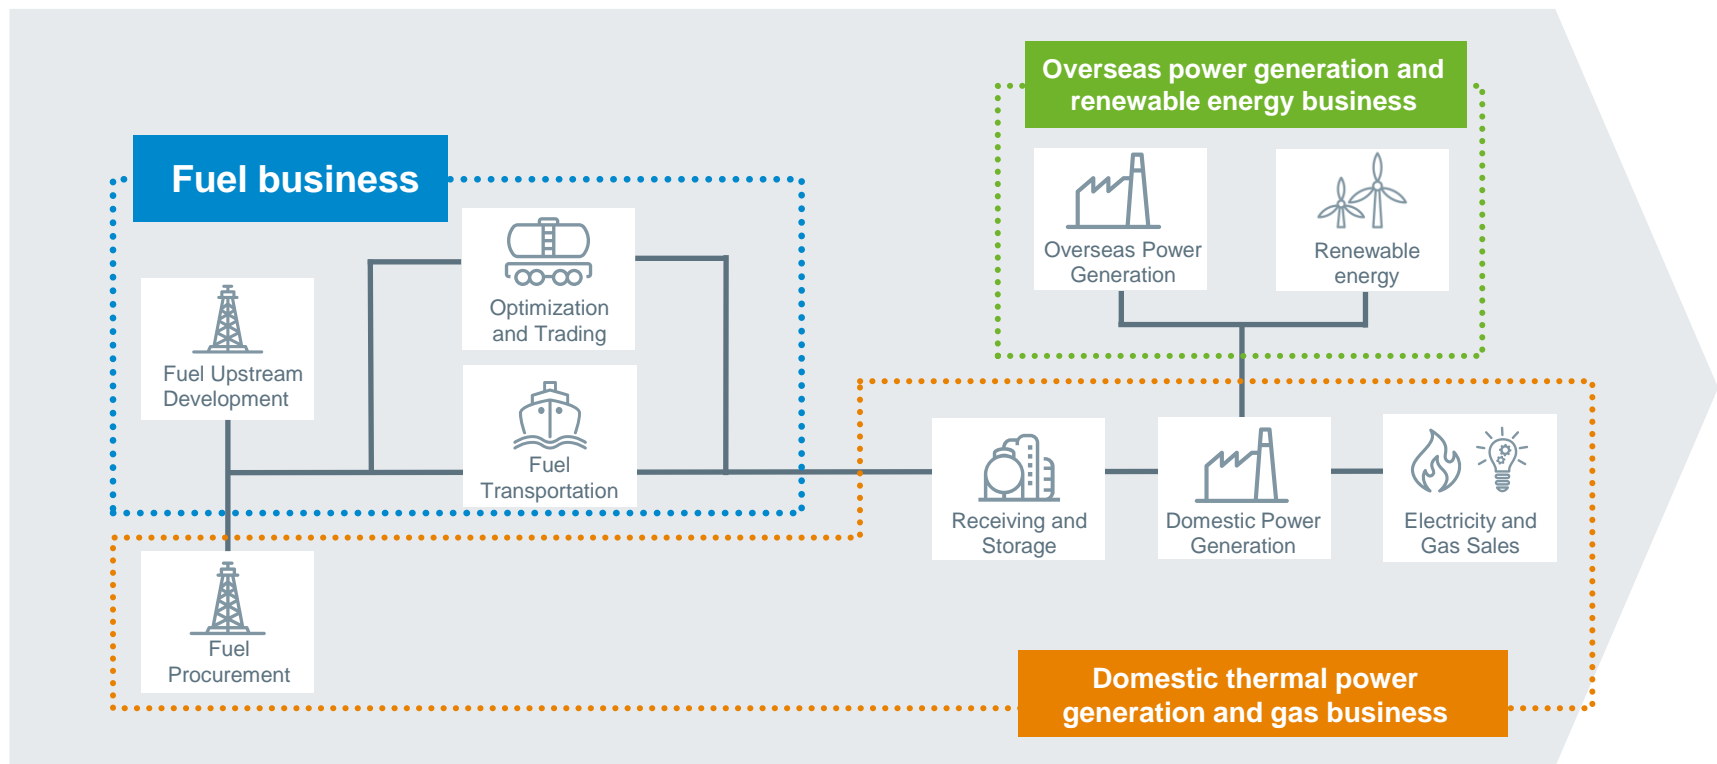 Overseas power generation and
renewable energy business
Fuel business
Overseas Power
Generation
Renewable
energy
Optimization
and Trading
Fuel Upstream
Development
Fuel
Transportation
Receiving and
Storage
Domestic Power
Generation
Electricity and
Gas Sales
Fuel
Procurement
Domestic thermal power
generation and gas business